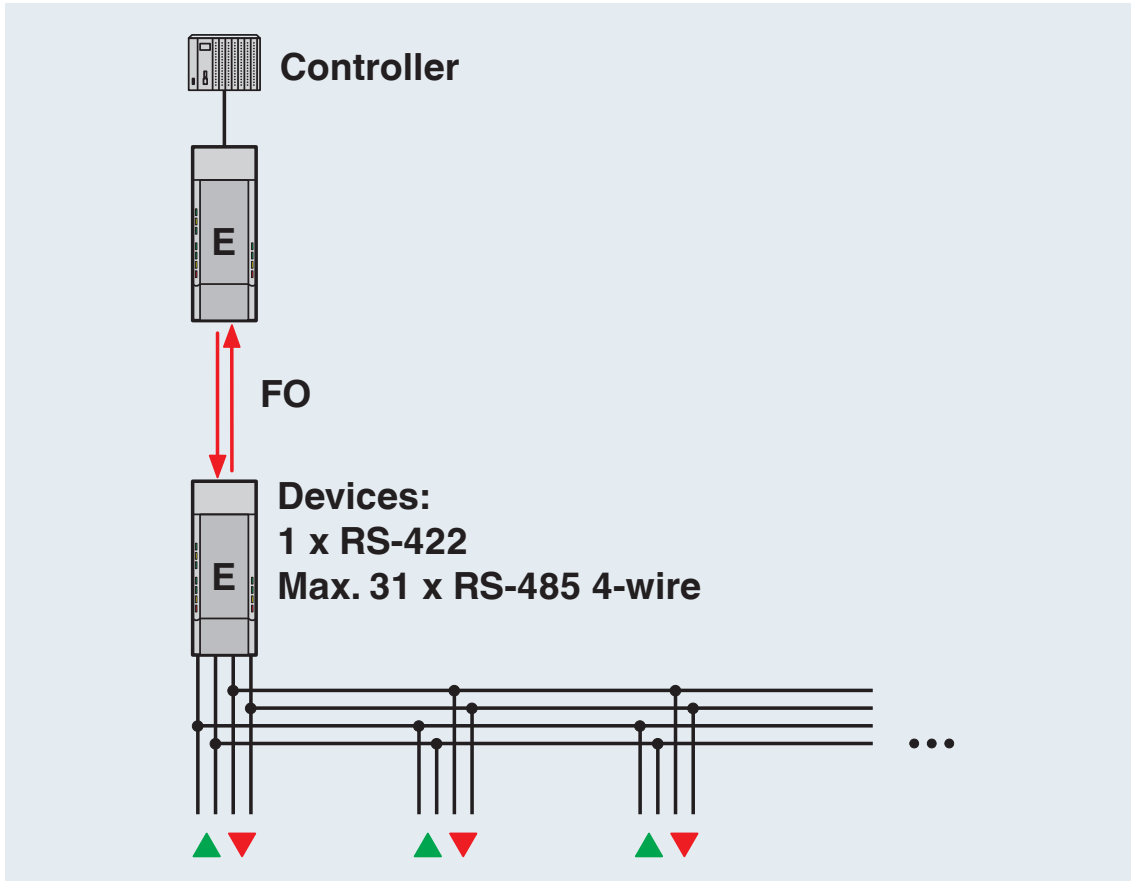 Controller
E
FO
Devices:
1 x RS-422
Max. 31 x RS-485 4-wire
E